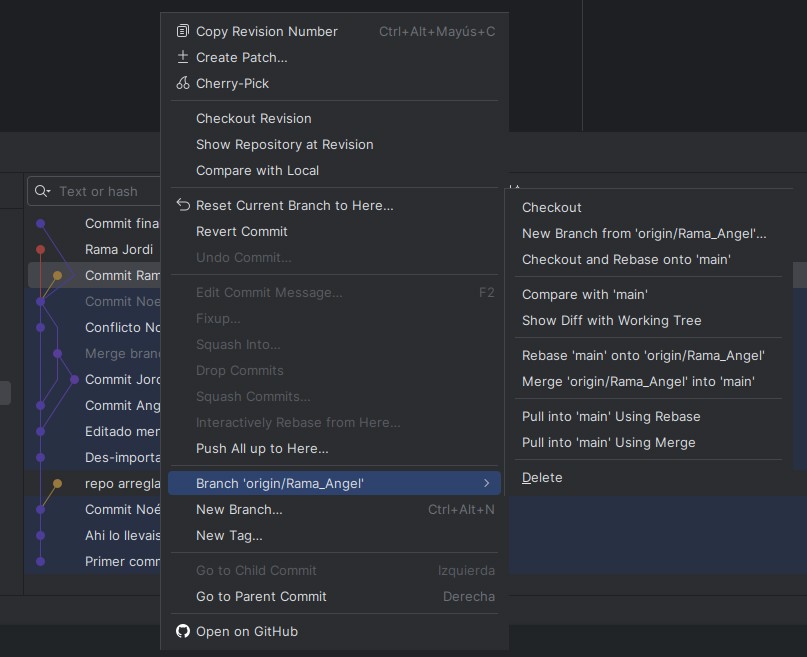 Copy Revision Number Ctrl+Alt+Mayús+C
Create Patch...
Cherry-Pick
Checkout Revision
Show Repository at Revision
Compare with Local
Reset Current Branch to Here...
Revert Commit
Undo Commit...
Edit Commit Message... F2
Fixup...
Squash Into...
Drop Commits
Squash Commits...
Interactively Rebase from Here...
Push All up to Here...
Branch 'origin/Rama_Angel'
New Branch... Ctrl+Alt+N
New Tag...
Go to Child Commit Izquierda
Go to Parent Commit Derecha
Open on GitHub
Checkout
New Branch from 'origin/Rama_Angel'...
Checkout and Rebase onto 'main'
Compare with 'main'
Show Diff with Working Tree
Rebase 'main' onto 'origin/Rama_Angel'
Merge 'origin/Rama_Angel' into 'main'
Pull into 'main' Using Rebase
Pull into 'main' Using Merge
Delete
Text or hash
Commit fina
Rama Jordi
Commit Ram
Commit Noe
Conflicto No
Merge bran
Commit Jord
Commit Ang
Editado mer
Des-importa
repo arregla
Commit Noé
Ahi lo llevais
Primer comm